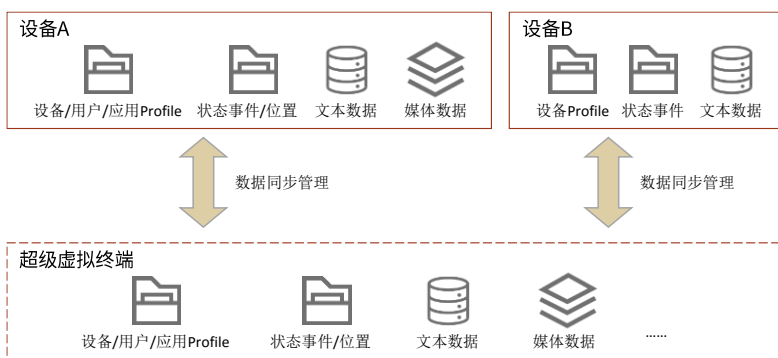 设备A
设备B
设备/用户/应用Profile 状态事件/位置 文本数据 媒体数据
设备Profile 状态事件 文本数据
数据同步管理
数据同步管理
超级虚拟终端
设备/用户/应用Profile 状态事件/位置 文本数据 媒体数据 ……